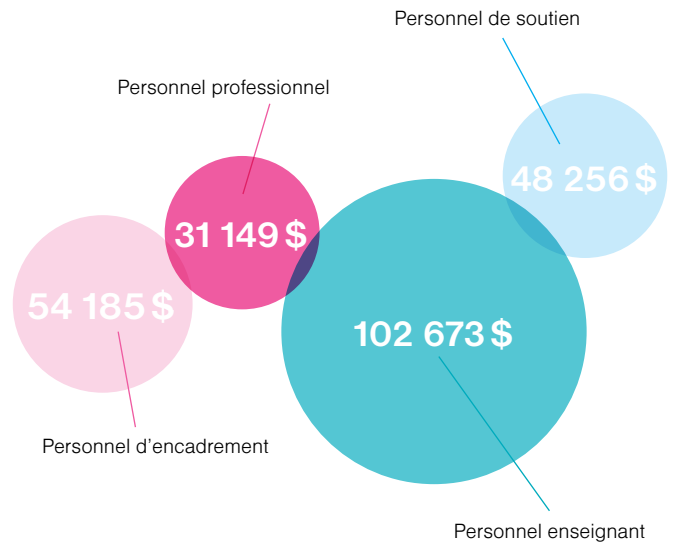 Personnel de soutien
Personnel professionnel
48 256 $
31 149 $
54 185 $
102 673 $
Personnel d’encadrement
Personnel enseignant